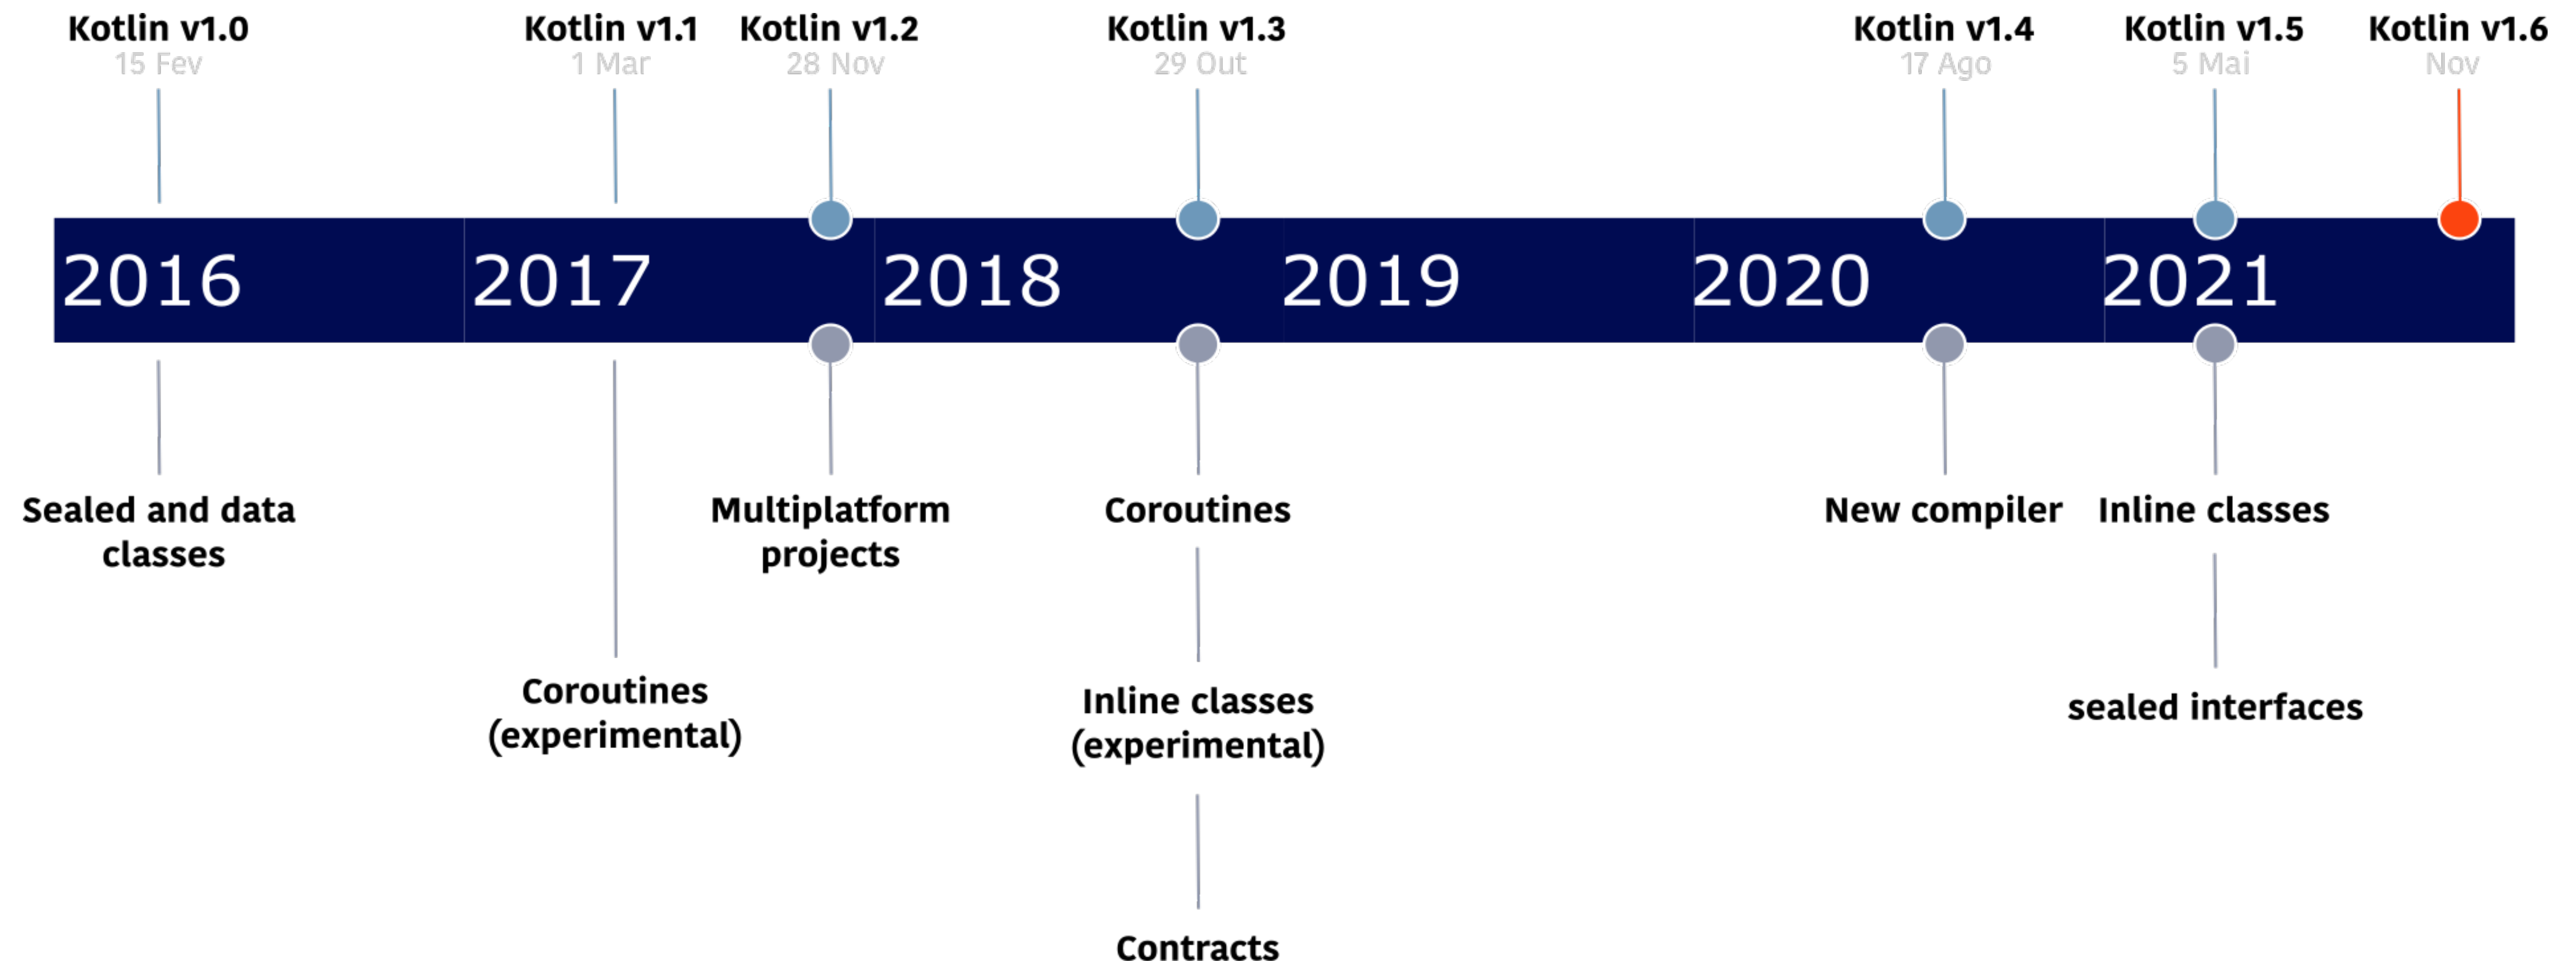 Kotlin v1.0
15 Fev
Kotlin v1.1
1 Mar
Kotlin v1.2
28 Nov
Kotlin v1.3
29 Out
Kotlin v1.4
17 Ago
Kotlin v1.5
5 Mai
Kotlin v1.6
Nov
2016
2017
2018
2019
2020
2021
Sealed and data
classes
Coroutines
(experimental)
Multiplatform
projects
Coroutines
Inline classes
(experimental)
Contracts
New compiler
Inline classes
sealed interfaces